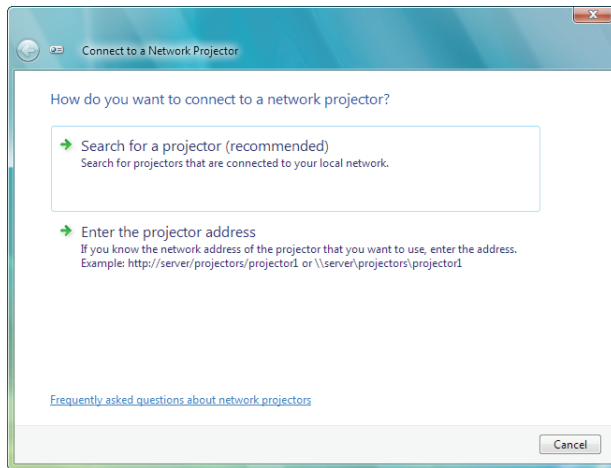 Connect to a Network Projector
How do you want to connect to a network projector?
Search for a projector (recommended)
Search for projectors that are connected to your local network.
Enter the projector address
If you know the network address of the projector that you want to use, enter the address.
Example: http://server/projectors/projector1 or \\server\projectors\projector1
Frequently asked questions about network projectors
Cancel